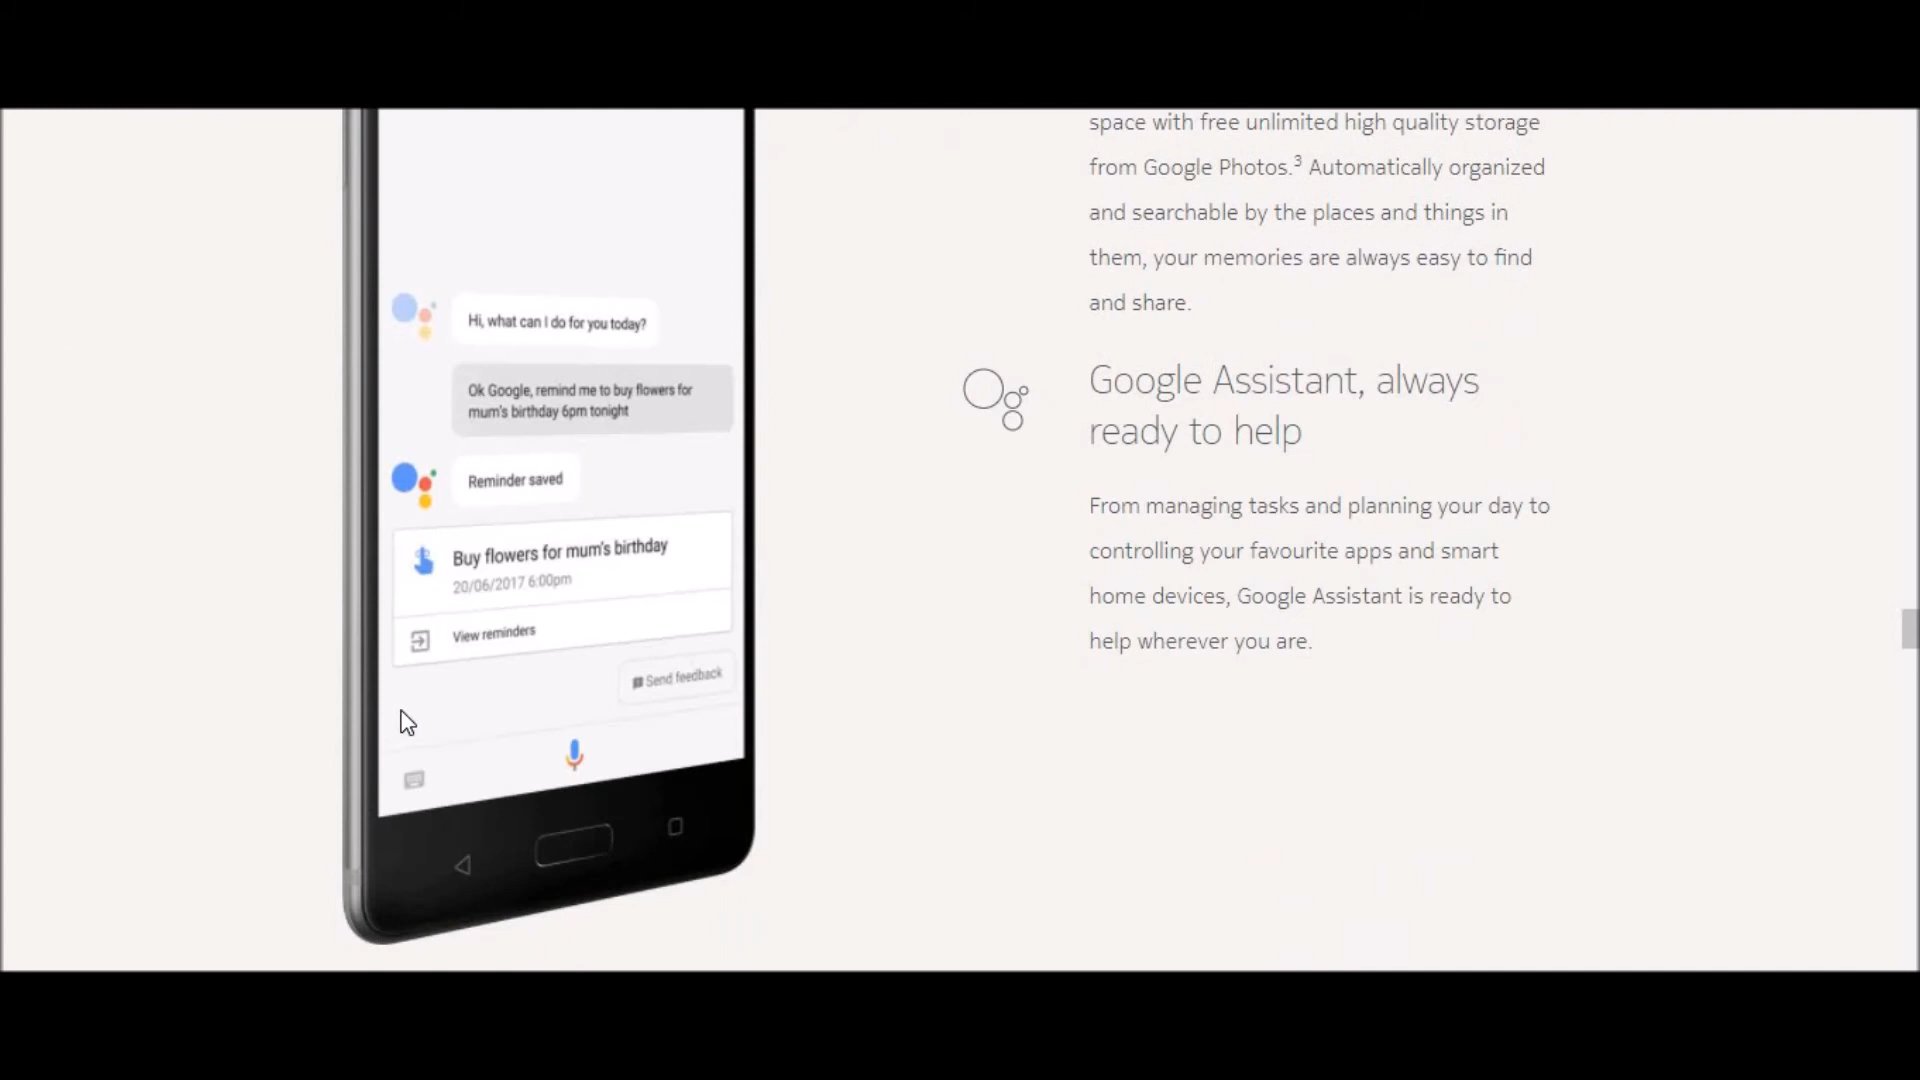 Hi, what can I do for you today?
Ok Google, remind me to buy flowers for
mum's birthday 6pm tonight
Reminder saved
Buy flowers for mum's birthday
20/06/2017 6:00pm
View reminders
Send feedback
space with free unlimited high quality storage
from Google Photos.³ Automatically organized
and searchable by the places and things in
them, your memories are always easy to find
and share.
Google Assistant, always
ready to help
From managing tasks and planning your day to
controlling your favourite apps and smart
home devices, Google Assistant is ready to
help wherever you are.